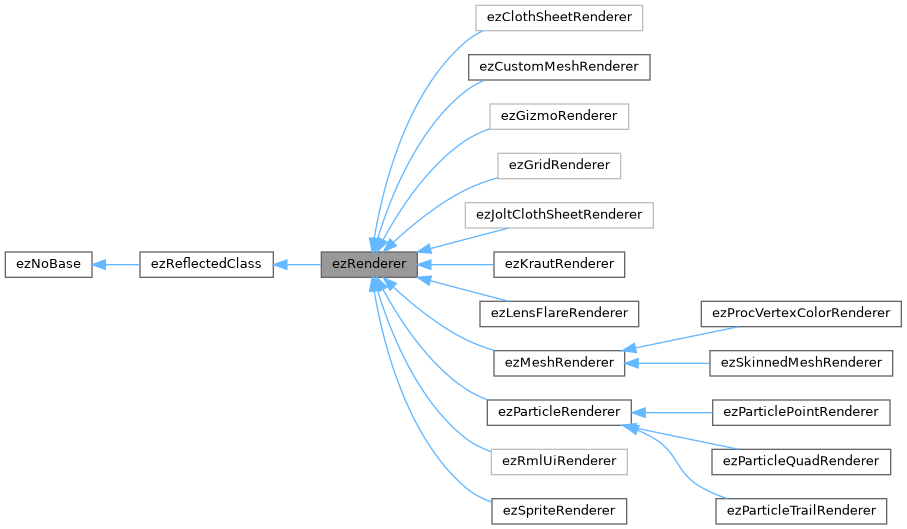 ezClothSheetRenderer
ezCustomMeshRenderer
ezGizmoRenderer
ezGridRenderer
ezJoltClothSheetRenderer
ezNoBase
ezReflectedClass
ezRenderer
ezKrautRenderer
ezLensFlareRenderer
ezProcVertexColorRenderer
ezMeshRenderer
ezSkinnedMeshRenderer
ezParticleRenderer
ezParticlePointRenderer
ezRmlUiRenderer
ezParticleQuadRenderer
ezSpriteRenderer
ezParticleTrailRenderer